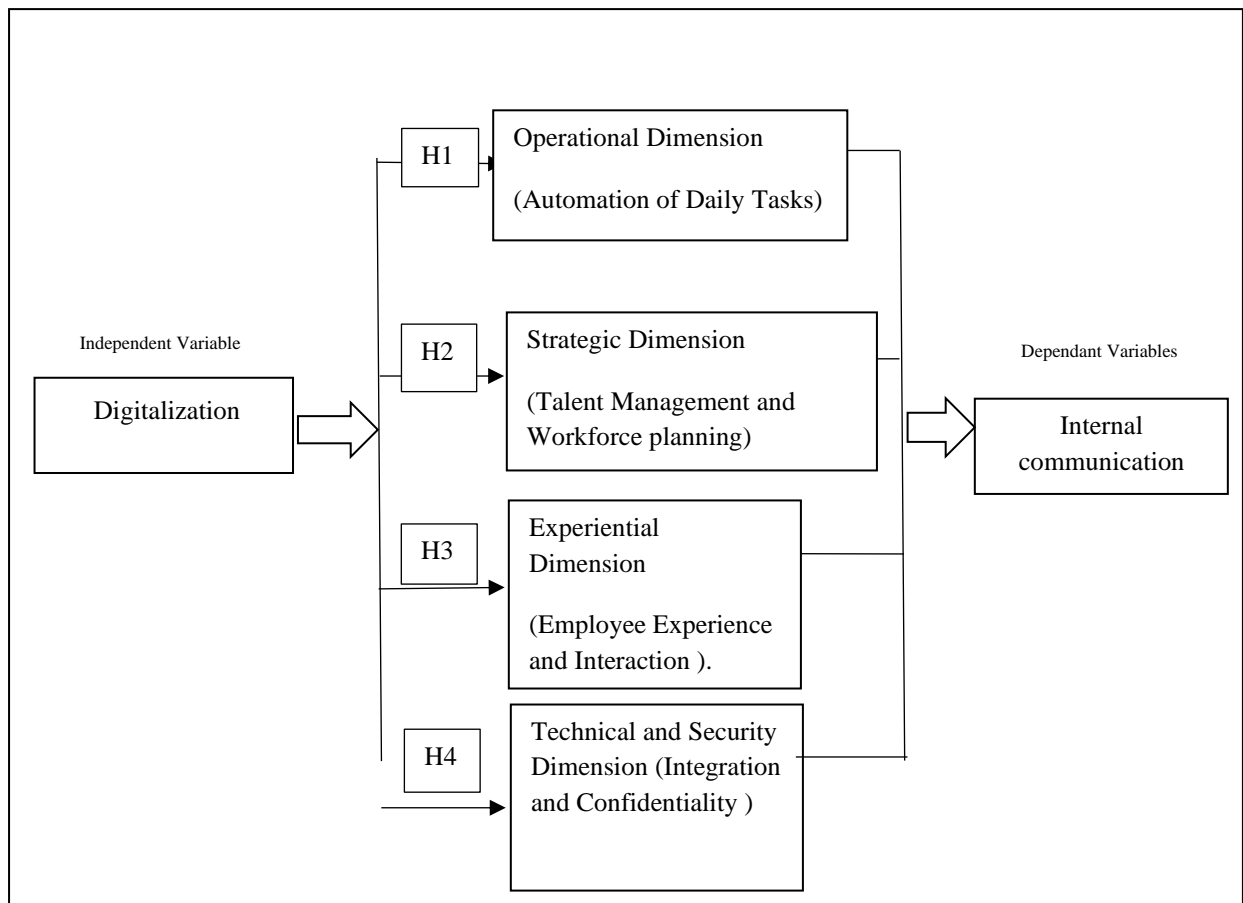 Independent Variable
Digitalization
H1
Operational Dimension
(Automation of Daily Tasks)
H2
Strategic Dimension
(Talent Management and
Workforce planning)
H3
Experiential
Dimension
(Employee Experience
and Interaction ).
H4
Technical and Security
Dimension (Integration
and Confidentiality )
Dependant Variables
Internal
communication